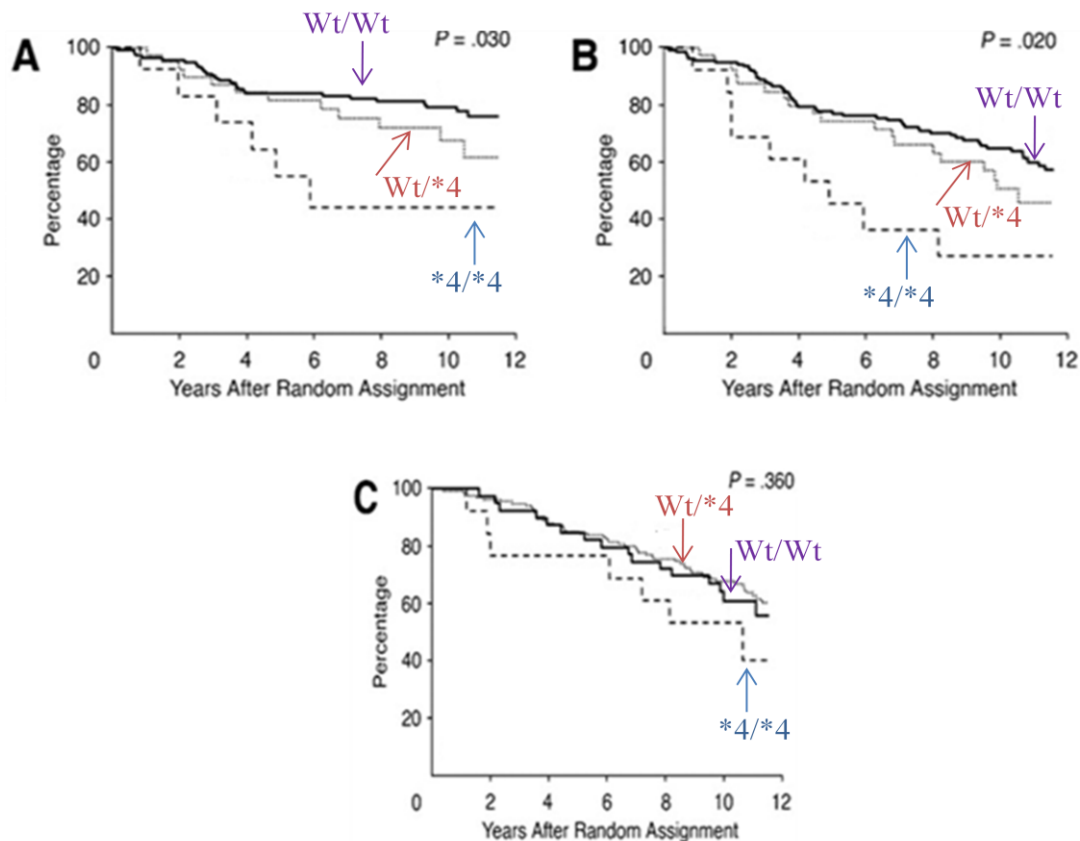 A
Wt/Wt
P = .030
100
80
60
40
20
0
Percentage
Wt/*4
*4/*4
2 4 6 8 10 12
Years After Random Assignment
B
P = .020
Wt/Wt
100
80
60
40
20
0
Percentage
Wt/*4
*4/*4
2 4 6 8 10 12
Years After Random Assignment
C
P = .360
Wt/*4
Wt/Wt
100
80
60
40
20
0
Percentage
*4/*4
2 4 6 8 10 12
Years After Random Assignment